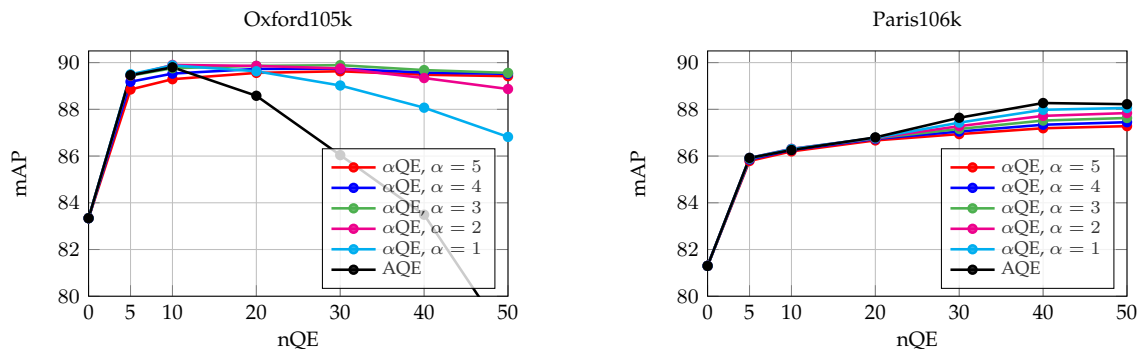 Oxford105k
90
88
86
84
82
80
mAP
0 5 10 20 30 40 50
nQE
αQE, α = 5
αQE, α = 4
αQE, α = 3
αQE, α = 2
αQE, α = 1
AQE
Paris106k
90
88
86
84
82
80
mAP
0 5 10 20 30 40 50
nQE
αQE, α = 5
αQE, α = 4
αQE, α = 3
αQE, α = 2
αQE, α = 1
AQE